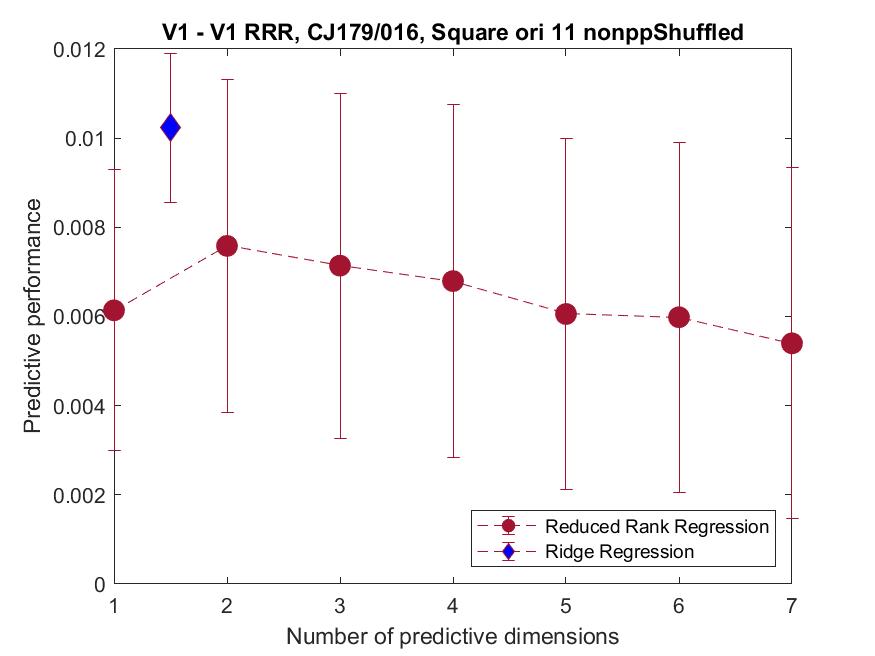 V1 - V1 RRR, CJ179/016, Square ori 11 nonppShuffled
0.012
0.01
0.008
0.006
0.004
0.002
0
Predictive performance
Reduced Rank Regression
Ridge Regression
1 2 3 4 5 6 7
Number of predictive dimensions